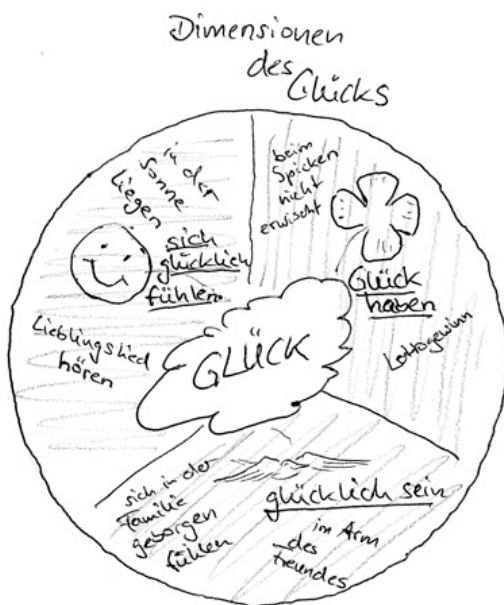 Dimensionen
des
Glücks
in der
Sonne
liegen
sich
glücklich
fühlen
Lieblingslied
hören
beim
Spicken
nicht
erwischt
Glück
haben
Lottogewinn
GLÜCK
sich in der
Familie
geborgen
fühlen
glücklich sein
im Arm
des
Freundes